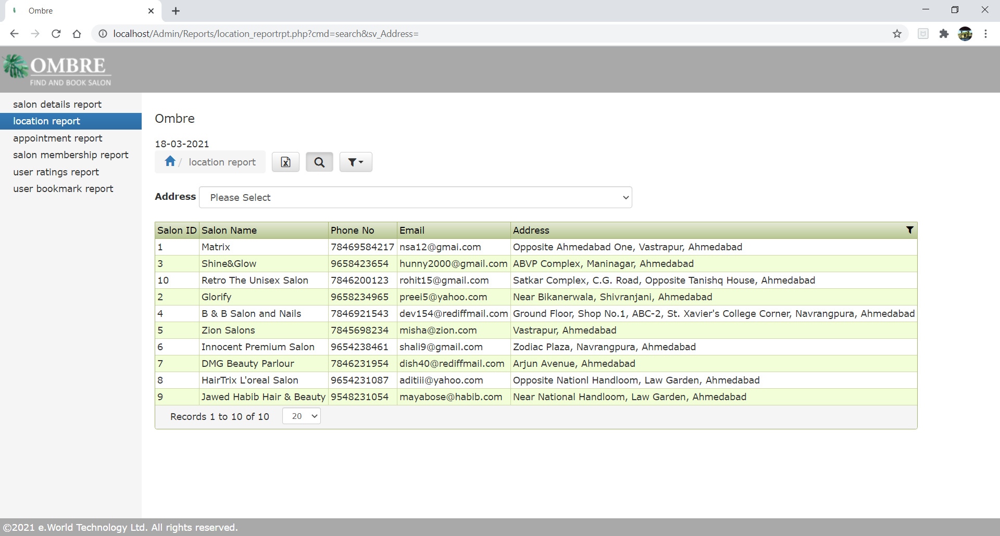 Ombre
localhost/Admin/Reports/location_reportrpt.php?cmd=search&sv_Address=
OMBRE
FIND AND BOOK SALON
salon details report
location report
appointment report
salon membership report
user ratings report
user bookmark report
Ombre
18-03-2021
/ location report
Address Please Select
Salon ID Salon Name Phone No Email Address
1 Matrix 78469584217 nsa12@gmai.com Opposite Ahmedabad One, Vastrapur, Ahmedabad
3 Shine&Glow 9658423654 hunny2000@gmail.com ABVP Complex, Maninagar, Ahmedabad
10 Retro The Unisex Salon 7846200123 rohit15@gmail.com Satkar Complex, C.G. Road, Opposite Tanishq House, Ahmedabad
2 Glorify 9658234965 preei5@yahoo.com Near Bikanerwala, Shivranjani, Ahmedabad
4 B & B Salon and Nails 7846921543 dev154@rediffmail.com Ground Floor, Shop No.1, ABC-2, St. Xavier's College Corner, Navrangpura, Ahmedabad
5 Zion Salons 7845698234 misha@zion.com Vastrapur, Ahmedabad
6 Innocent Premium Salon 9654238461 shali9@gmail.com Zodiac Plaza, Navrangpura, Ahmedabad
7 DMG Beauty Parlour 7846231954 dish40@rediffmail.com Arjun Avenue, Ahmedabad
8 HairTrix L'oreal Salon 9654231087 aditiii@yahoo.com Opposite Nationl Handloom, Law Garden, Ahmedabad
9 Jawed Habib Hair & Beauty 9548231054 mayabose@habib.com Near National Handloom, Law Garden, Ahmedabad
Records 1 to 10 of 10 20
©2021 e.World Technology Ltd. All rights reserved.